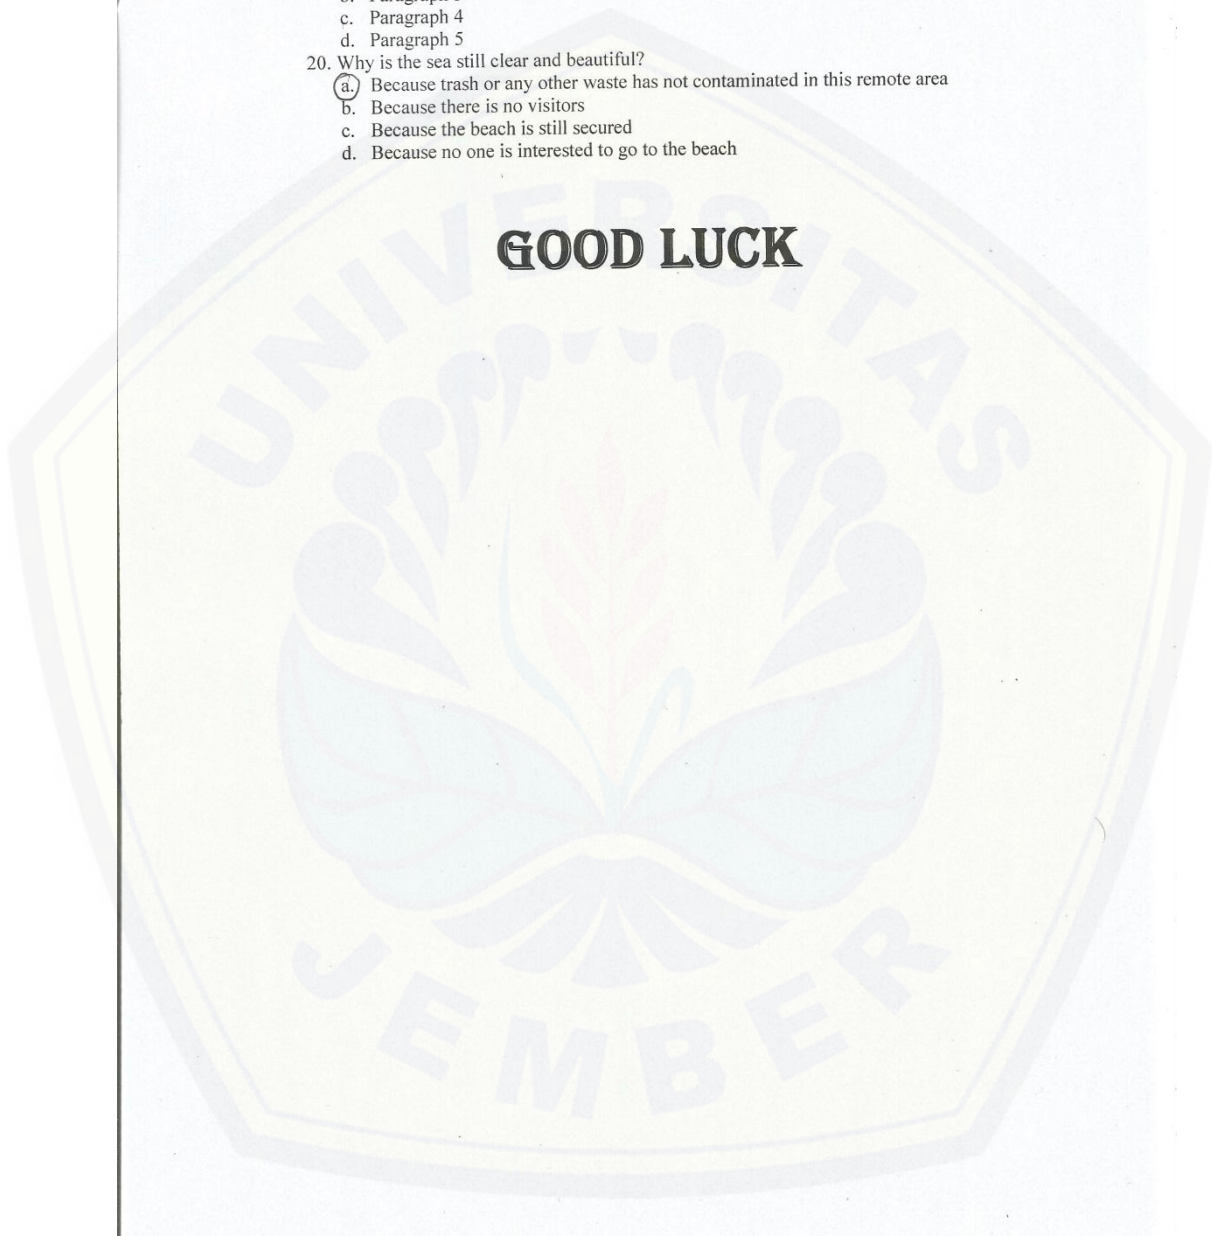 c. Paragraph 4
d. Paragraph 5
20. Why is the sea still clear and beautiful?
a. Because trash or any other waste has not contaminated in this remote area
b. Because there is no visitors
c. Because the beach is still secured
d. Because no one is interested to go to the beach
GOOD LUCK
UNIVERSITAS
JEMBER